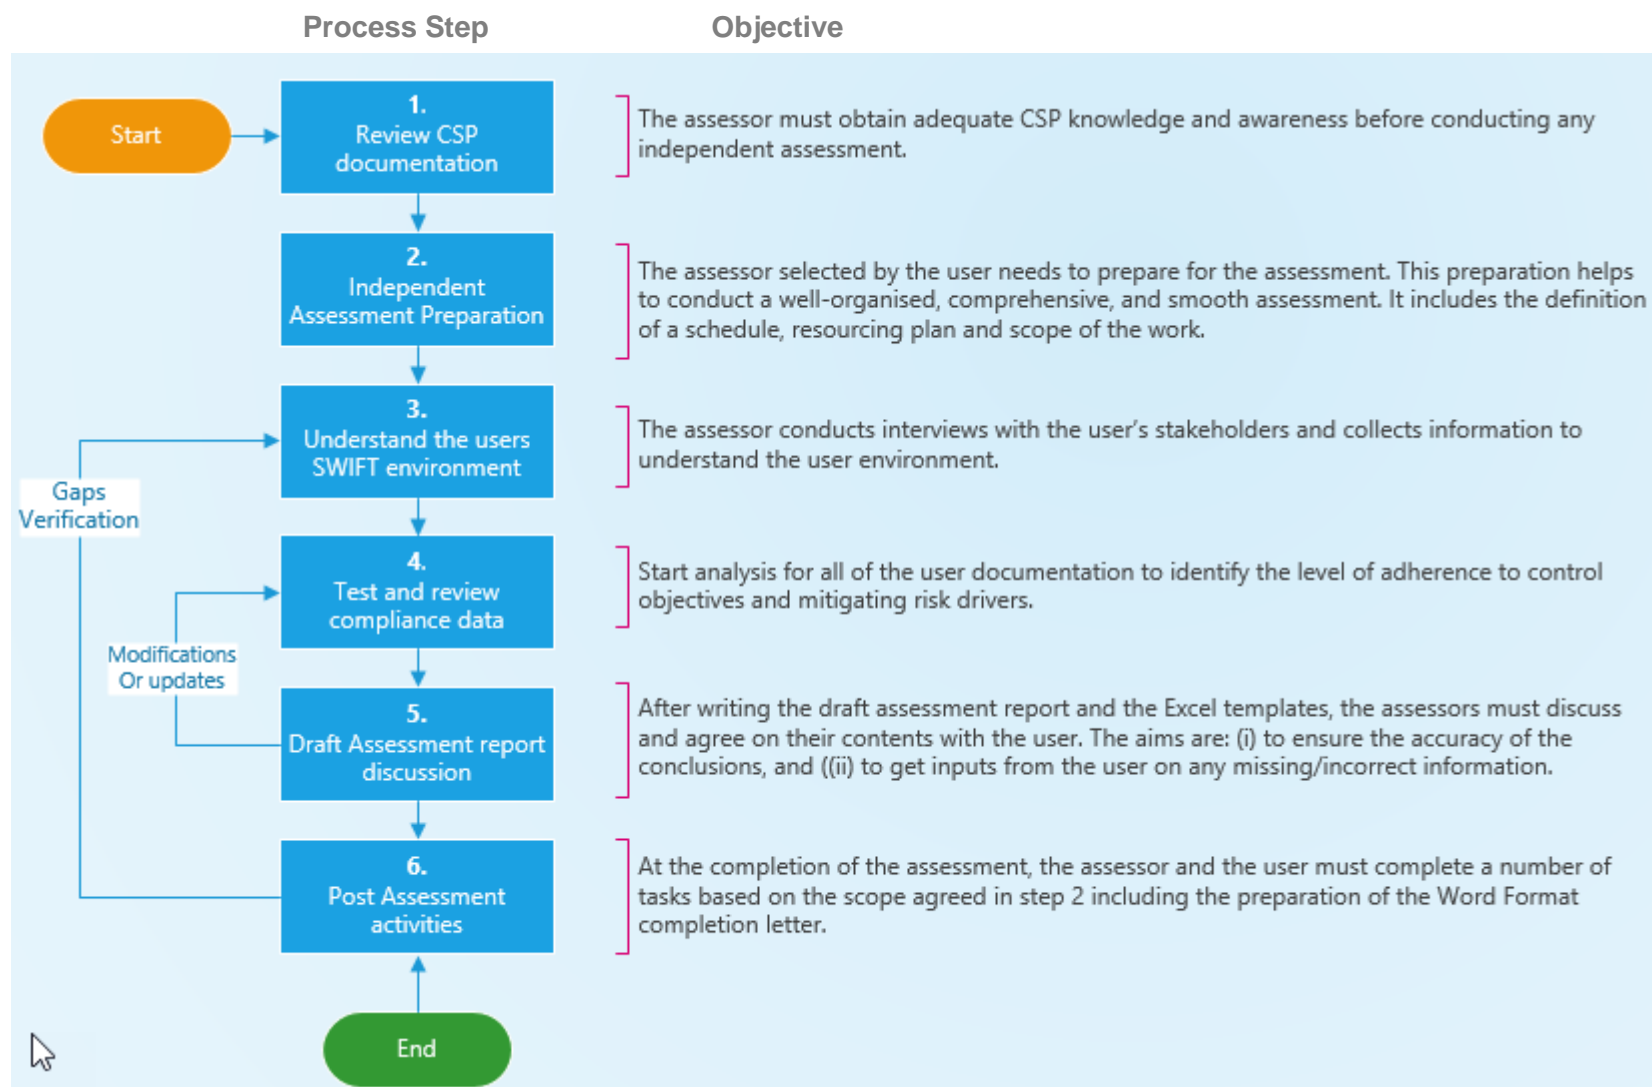 Process Step
Objective
Start
1.
Review CSP
documentation
The assessor must obtain adequate CSP knowledge and awareness before conducting any
independent assessment.
2.
Independent
Assessment Preparation
The assessor selected by the user needs to prepare for the assessment. This preparation helps
to conduct a well-organised, comprehensive, and smooth assessment. It includes the definition
of a schedule, resourcing plan and scope of the work.
3.
Understand the users
SWIFT environment
The assessor conducts interviews with the user's stakeholders and collects information to
understand the user environment.
Gaps
Verification
4.
Test and review
compliance data
Start analysis for all of the user documentation to identify the level of adherence to control
objectives and mitigating risk drivers.
Modifications
Or updates
5.
Draft Assessment report
discussion
After writing the draft assessment report and the Excel templates, the assessors must discuss
and agree on their contents with the user. The aims are: (i) to ensure the accuracy of the
conclusions, and ((ii) to get inputs from the user on any missing/incorrect information.
6.
Post Assessment
activities
At the completion of the assessment, the assessor and the user must complete a number of
tasks based on the scope agreed in step 2 including the preparation of the Word Format
completion letter.
End